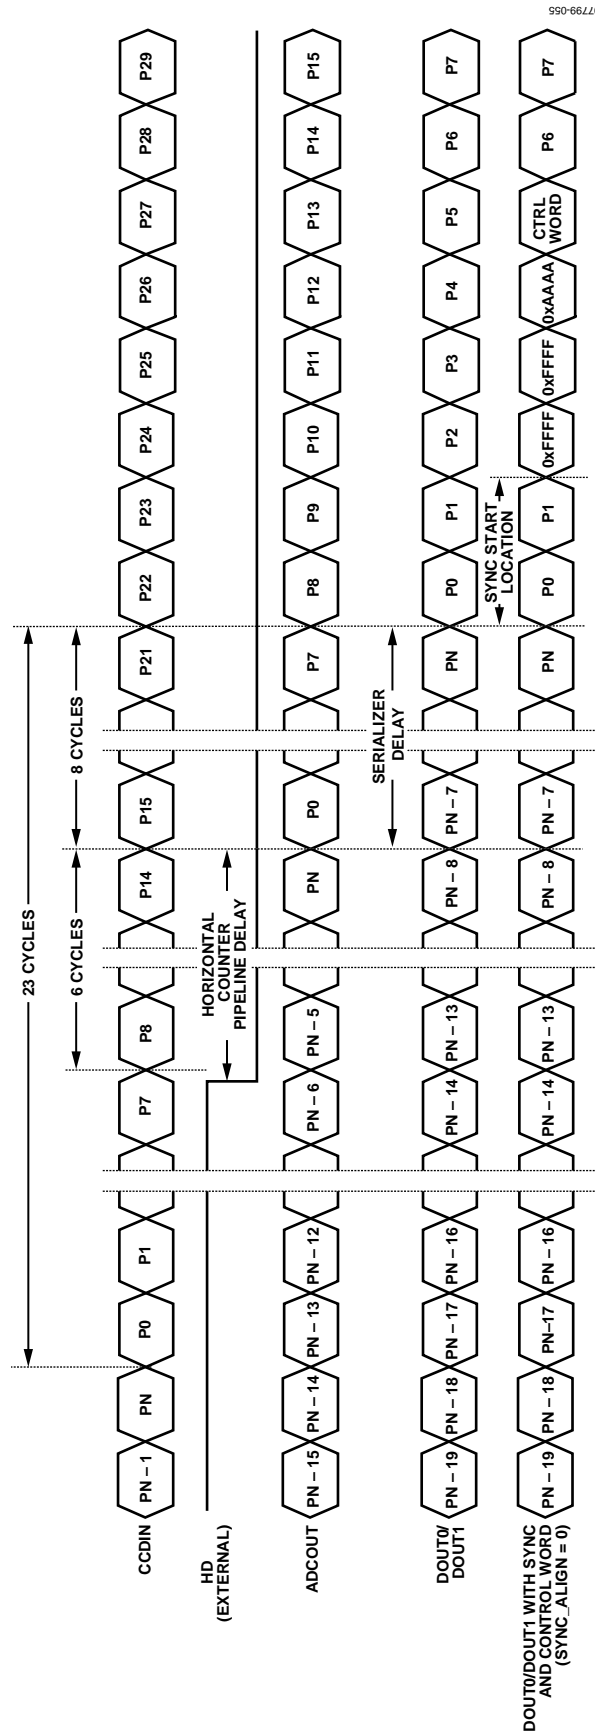 23 CYCLES
6 CYCLES
8 CYCLES
CCDIN
PN – 1
PN
P0
P1
P7
P8
P14
P15
P21
P22
P23
P24
P25
P26
P27
P28
P29
HD
(EXTERNAL)
HORIZONTAL
COUNTER
PIPELINE DELAY
ADCOUT
PN – 15
PN – 14
PN – 13
PN – 12
PN – 6
PN – 5
PN
P0
P7
P8
P9
P10
P11
P12
P13
P14
P15
SERIALIZER
DELAY
DOUT0/
DOUT1
PN – 19
PN – 18
PN – 17
PN – 16
PN – 14
PN – 13
PN – 8
PN – 7
PN
P0
P1
P2
P3
P4
P5
P6
P7
SYNC START
LOCATION
DOUT0/DOUT1 WITH SYNC
AND CONTROL WORD
(SYNC_ALIGN = 0)
PN – 19
PN – 18
PN–17
PN – 16
PN – 14
PN – 13
PN – 8
PN – 7
PN
P0
P1
0xFFFF
0xFFFF
0xAAAA
CTRL
WORD
P6
P7
07799-055